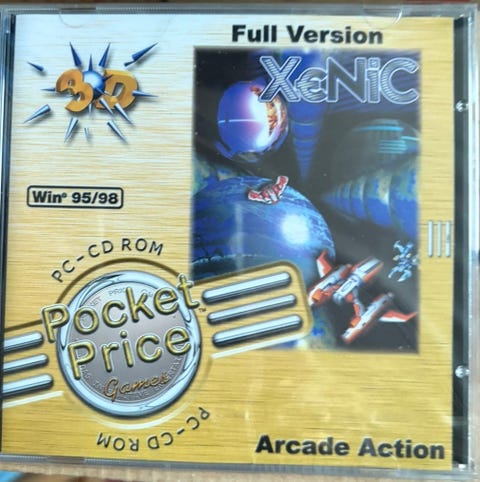 Full Version
XeNiC
3D
Win® 95/98
PC-CD ROM
Pocket
Price
Games
PC-CD ROM
Arcade Action